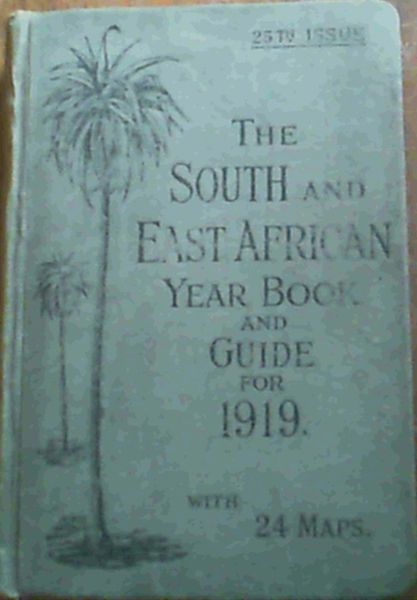 25TH ISSUE
THE
SOUTH AND
EAST AFRICAN
YEAR BOOK
AND
GUIDE
FOR
1919.
WITH
24 MAPS.